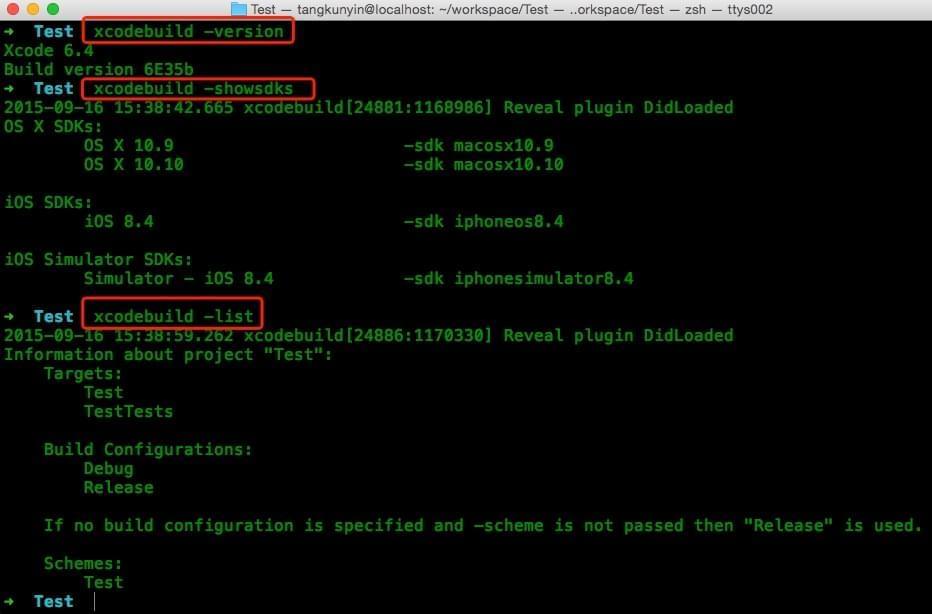 Test — tangkunyin@localhost: ~/workspace/Test — ..orkspace/Test — zsh — ttys002
➜ Test xcodebuild -version
Xcode 6.4
Build version 6E35b
➜ Test xcodebuild -showsdks
2015-09-16 15:38:42.665 xcodebuild[24881:1168986] Reveal plugin DidLoaded
OS X SDKs:
OS X 10.9 -sdk macosx10.9
OS X 10.10 -sdk macosx10.10
iOS SDKs:
iOS 8.4 -sdk iphoneos8.4
iOS Simulator SDKs:
Simulator - iOS 8.4 -sdk iphonesimulator8.4
➜ Test xcodebuild -list
2015-09-16 15:38:59.262 xcodebuild[24886:1170330] Reveal plugin DidLoaded
Information about project "Test":
Targets:
Test
TestTests
Build Configurations:
Debug
Release
If no build configuration is specified and -scheme is not passed then "Release" is used.
Schemes:
Test
➜ Test